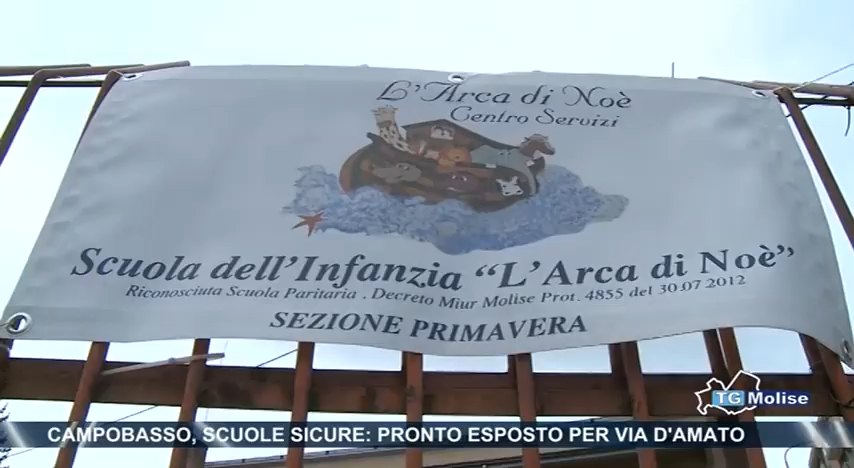 L'Arca di Noè
Centro Servizi
Scuola dell'Infanzia "L'Arca di Noè"
Riconosciuta Scuola Paritaria . Decreto Miur Molise Prot. 4855 del 30.07 2012
SEZIONE PRIMAVERA
TG Molise
CAMPOBASSO, SCUOLE SICURE: PRONTO ESPOSTO PER VIA D'AMATO